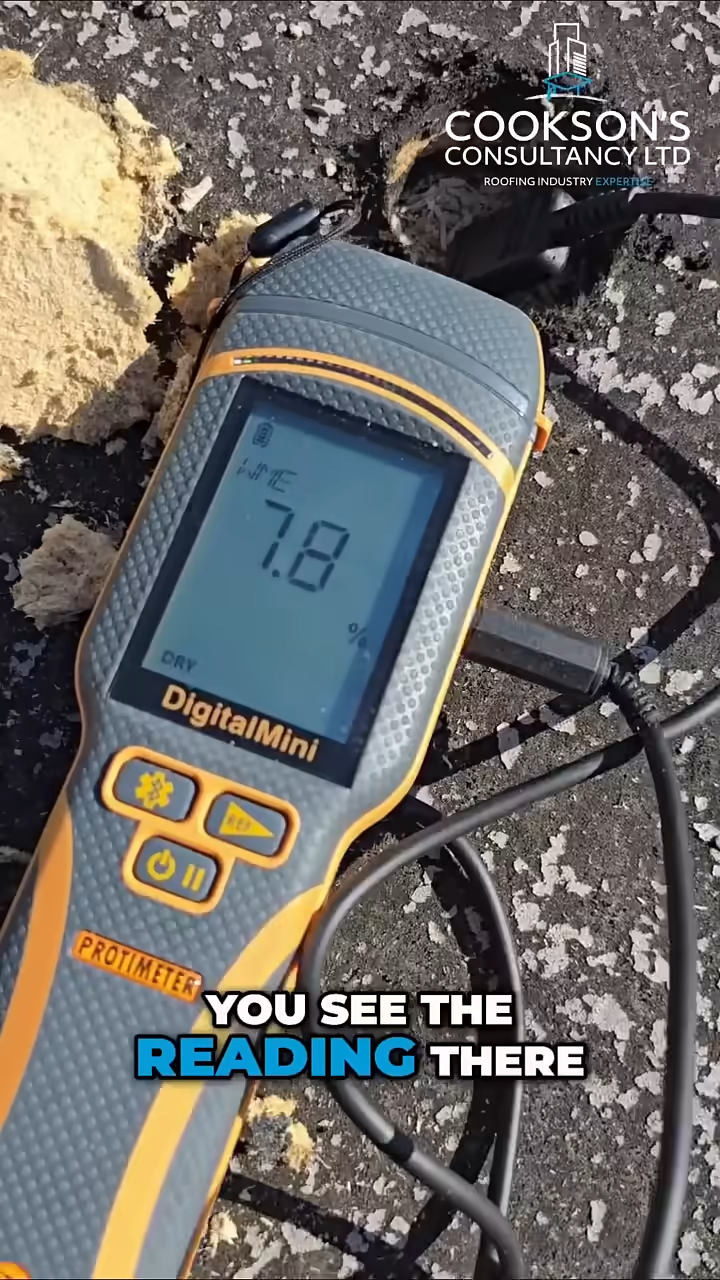 COOKSON'S
CONSULTANCY LTD
ROOFING INDUSTRY EXPERTISE
WME
7.8
%
DRY
DigitalMini
REF
PROTIMETER
YOU SEE THE
READING THERE